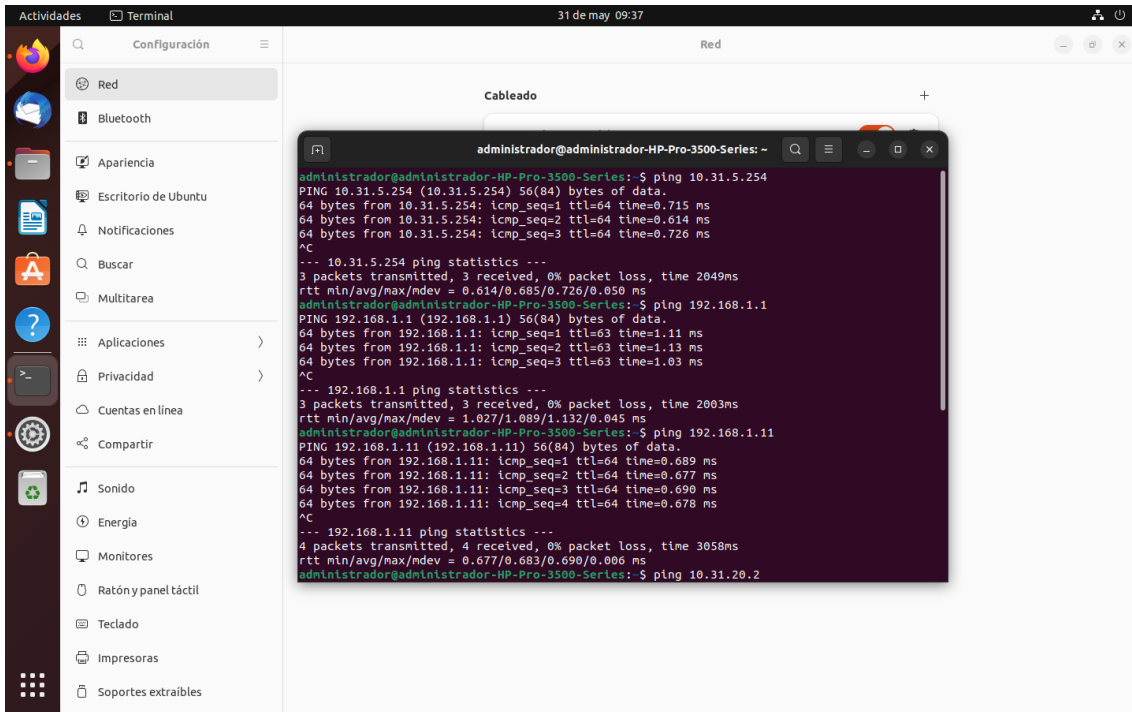 Actividades
Terminal
31 de may 09:37
Configuración
Red
Red
Bluetooth
Apariencia
Escritorio de Ubuntu
Notificaciones
Buscar
Multitarea
Aplicaciones
Privacidad
Cuentas en línea
Compartir
Sonido
Energía
Monitores
Ratón y panel táctil
Teclado
Impresoras
Soportes extraíbles
Cableado
administrador@administrador-HP-Pro-3500-Series: ~
administrador@administrador-HP-Pro-3500-Series:~$ ping 10.31.5.254
PING 10.31.5.254 (10.31.5.254) 56(84) bytes of data.
64 bytes from 10.31.5.254: icmp_seq=1 ttl=64 time=0.715 ms
64 bytes from 10.31.5.254: icmp_seq=2 ttl=64 time=0.614 ms
64 bytes from 10.31.5.254: icmp_seq=3 ttl=64 time=0.726 ms
^C
--- 10.31.5.254 ping statistics ---
3 packets transmitted, 3 received, 0% packet loss, time 2049ms
rtt min/avg/max/mdev = 0.614/0.685/0.726/0.050 ms
administrador@administrador-HP-Pro-3500-Series:~$ ping 192.168.1.1
PING 192.168.1.1 (192.168.1.1) 56(84) bytes of data.
64 bytes from 192.168.1.1: icmp_seq=1 ttl=63 time=1.11 ms
64 bytes from 192.168.1.1: icmp_seq=2 ttl=63 time=1.13 ms
64 bytes from 192.168.1.1: icmp_seq=3 ttl=63 time=1.03 ms
^C
--- 192.168.1.1 ping statistics ---
3 packets transmitted, 3 received, 0% packet loss, time 2003ms
rtt min/avg/max/mdev = 1.027/1.089/1.132/0.045 ms
administrador@administrador-HP-Pro-3500-Series:~$ ping 192.168.1.11
PING 192.168.1.11 (192.168.1.11) 56(84) bytes of data.
64 bytes from 192.168.1.11: icmp_seq=1 ttl=64 time=0.689 ms
64 bytes from 192.168.1.11: icmp_seq=2 ttl=64 time=0.677 ms
64 bytes from 192.168.1.11: icmp_seq=3 ttl=64 time=0.690 ms
64 bytes from 192.168.1.11: icmp_seq=4 ttl=64 time=0.678 ms
^C
--- 192.168.1.11 ping statistics ---
4 packets transmitted, 4 received, 0% packet loss, time 3058ms
rtt min/avg/max/mdev = 0.677/0.683/0.690/0.006 ms
administrador@administrador-HP-Pro-3500-Series:~$ ping 10.31.20.2